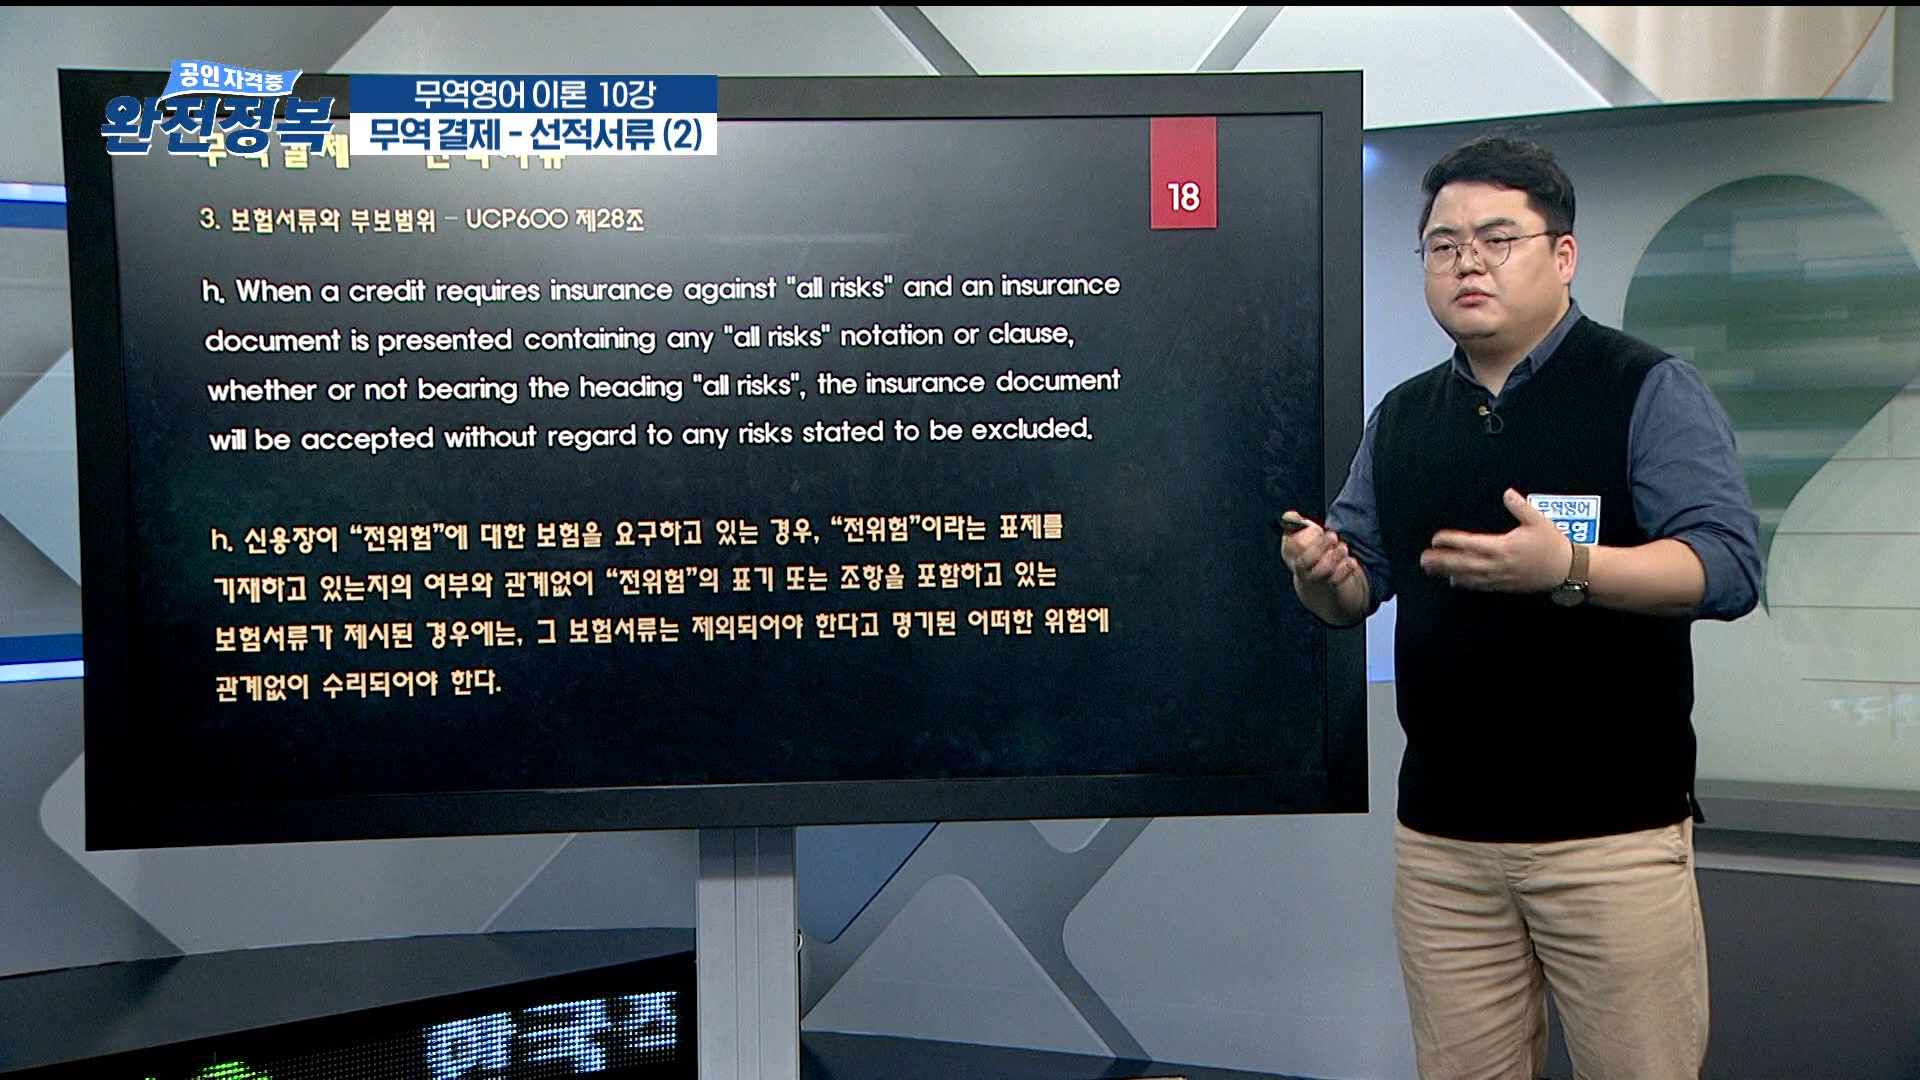 공인 자격증
완전정복
무역영어 이론 10강
무역 결제 - 선적서류 (2)
18
3. 보험서류와 부보범위 - UCP600 제28조
h. When a credit requires insurance against "all risks" and an insurance
document is presented containing any "all risks" notation or clause,
whether or not bearing the heading "all risks", the insurance document
will be accepted without regard to any risks stated to be excluded.
h. 신용장이 “전위험”에 대한 보험을 요구하고 있는 경우, “전위험”이라는 표제를
기재하고 있는지의 여부와 관계없이 “전위험”의 표기 또는 조항을 포함하고 있는
보험서류가 제시된 경우에는, 그 보험서류는 제외되어야 한다고 명기된 어떠한 위험에
관계없이 수리되어야 한다.
무역영어